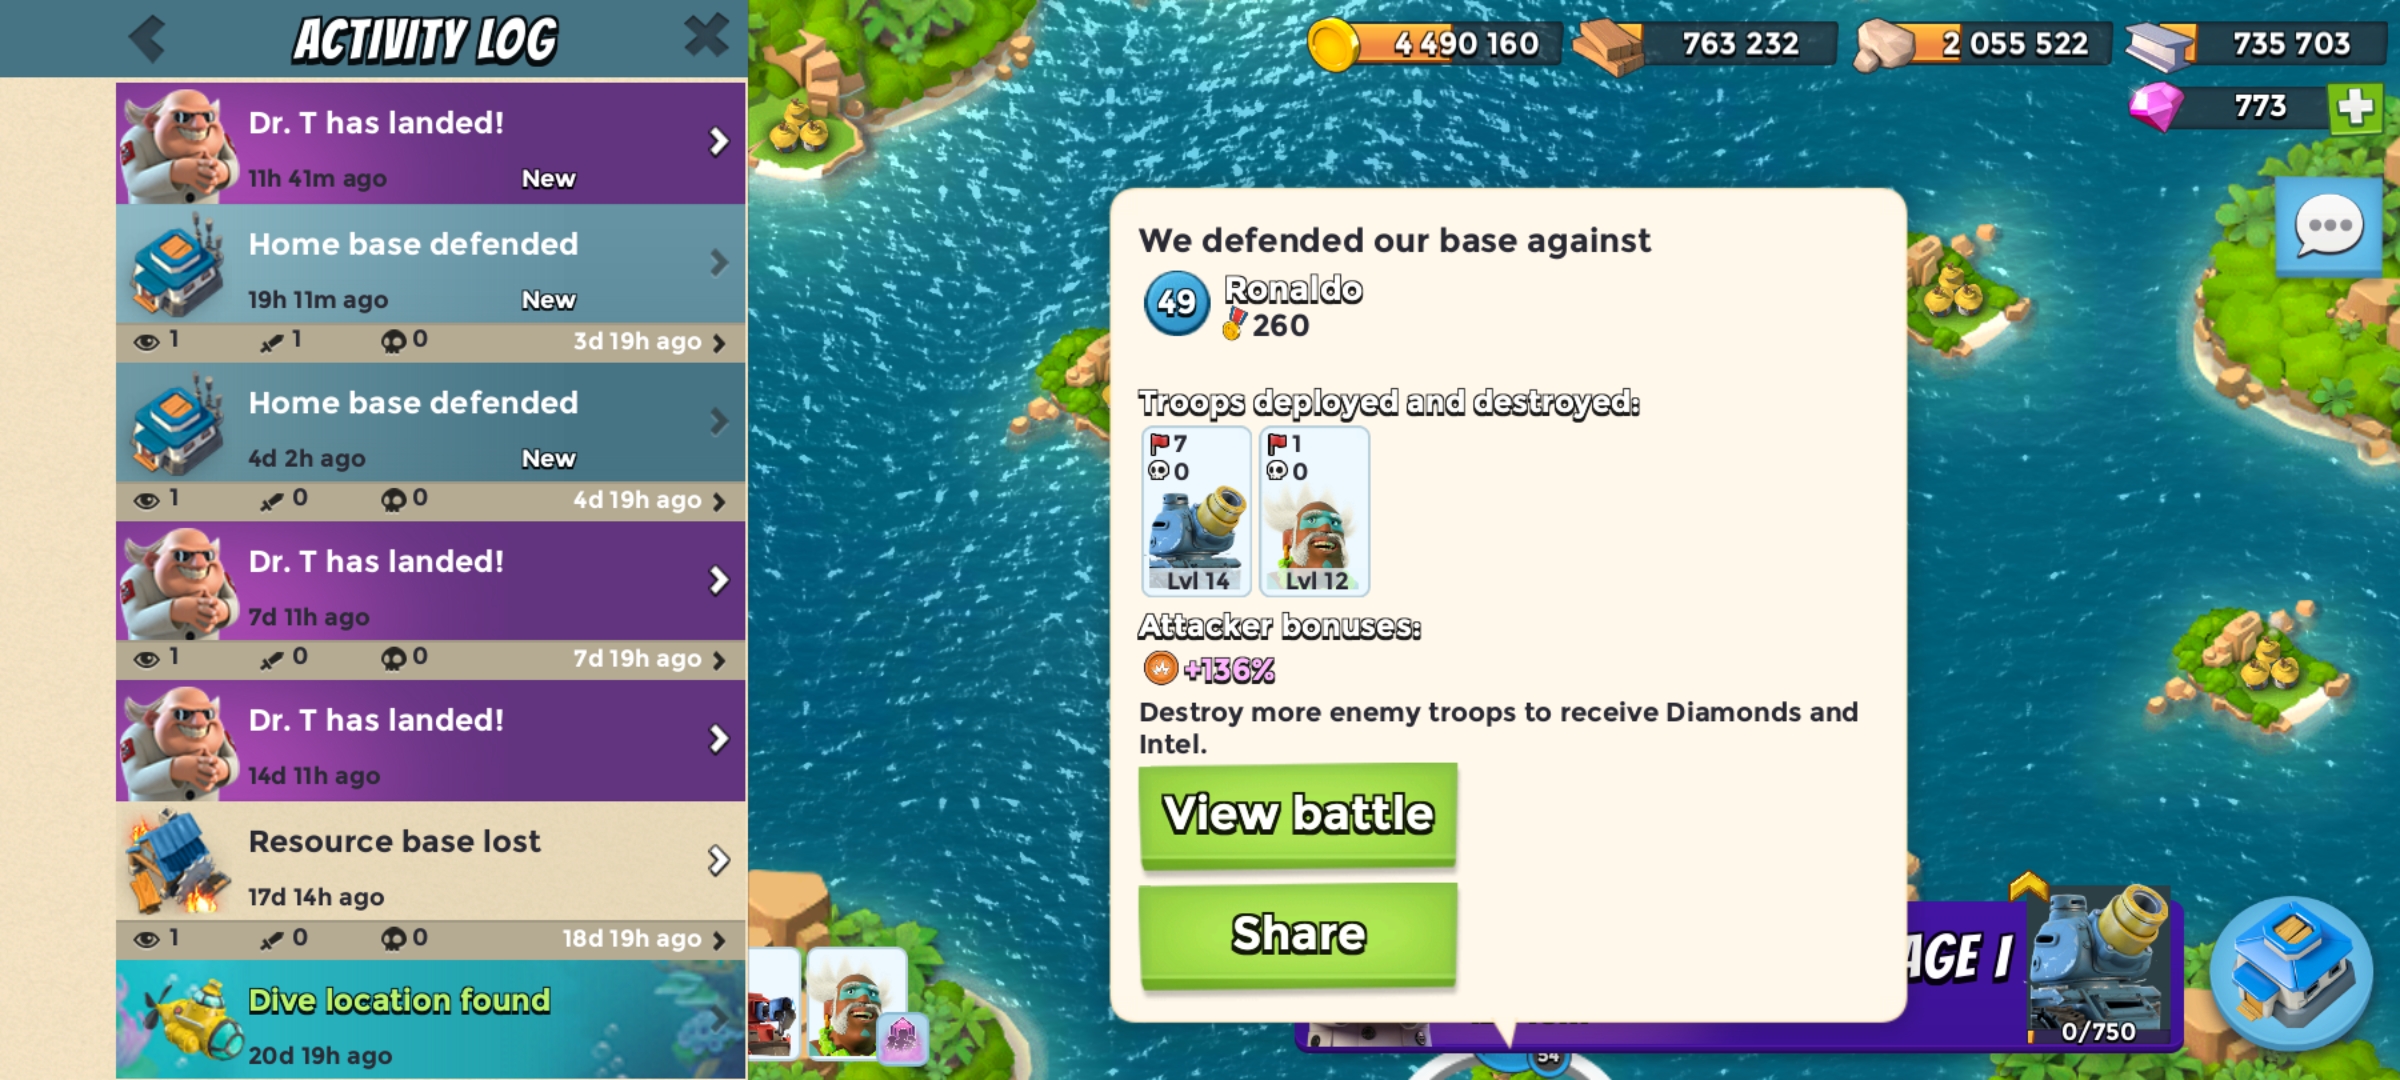 ACTIVITY LOG
Dr. T has landed!
11h 41m ago
New
Home base defended
19h 11m ago
New
1
1
0
3d 19h ago
Home base defended
4d 2h ago
New
1
0
0
4d 19h ago
Dr. T has landed!
7d 11h ago
1
0
0
7d 19h ago
Dr. T has landed!
14d 11h ago
Resource base lost
17d 14h ago
1
0
0
18d 19h ago
Dive location found
20d 19h ago
4 490 160
763 232
2 055 522
735 703
773
We defended our base against
49
Ronaldo
260
Troops deployed and destroyed:
7
0
Lvl 14
1
0
Lvl 12
Attacker bonuses:
+136%
Destroy more enemy troops to receive Diamonds and
Intel.
View battle
Share
AGE I
0/750
54